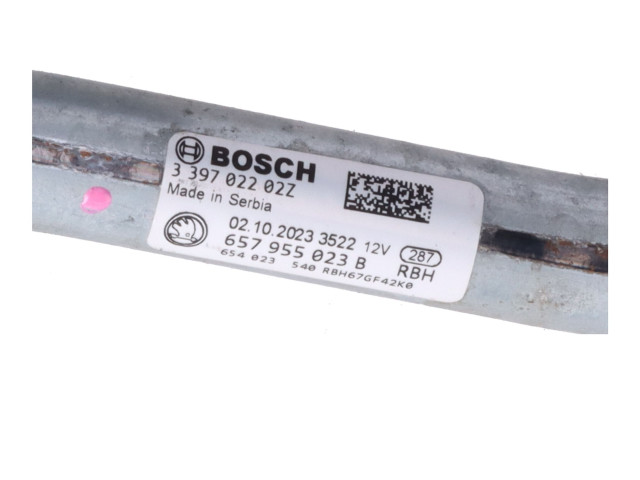 BOSCH
3 397 022 02Z
Made in Serbia
02.10.2023 3522 12V 287
657 955 023 B RBH
654 023 540 RBH67GF42K0